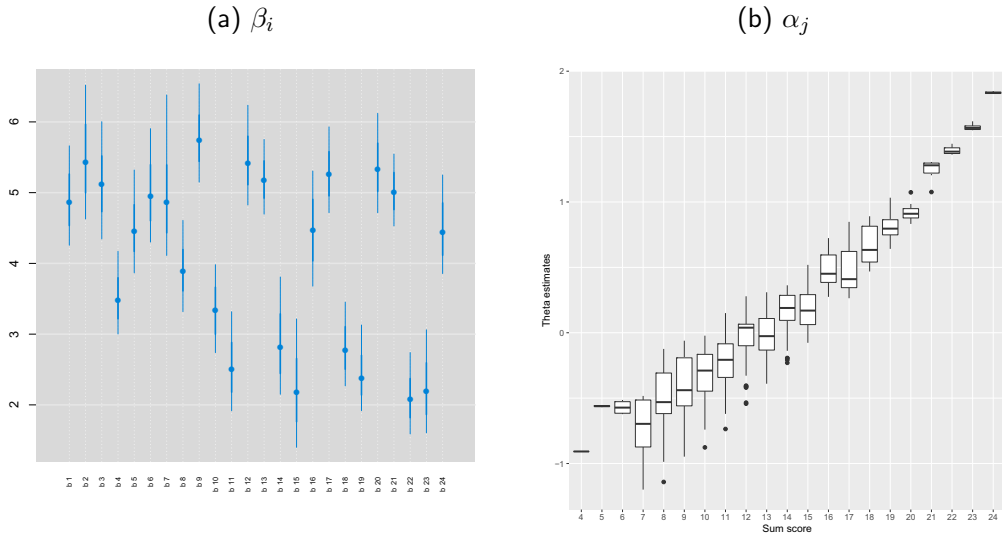 (a) βᵢ
(b) αⱼ
6
5
4
3
2
b 1
b 2
b 3
b 4
b 5
b 6
b 7
b 8
b 9
b 10
b 11
b 12
b 13
b 14
b 15
b 16
b 17
b 18
b 19
b 20
b 21
b 22
b 23
b 24
Theta estimates
2
1
0
−1
4 5 6 7 8 9 10 11 12 13 14 15 16 17 18 19 20 21 22 23 24
Sum score